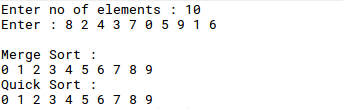 Enter no of elements : 10
Enter : 8 2 4 3 7 0 5 9 1 6
Merge Sort :
0 1 2 3 4 5 6 7 8 9
Quick Sort :
0 1 2 3 4 5 6 7 8 9